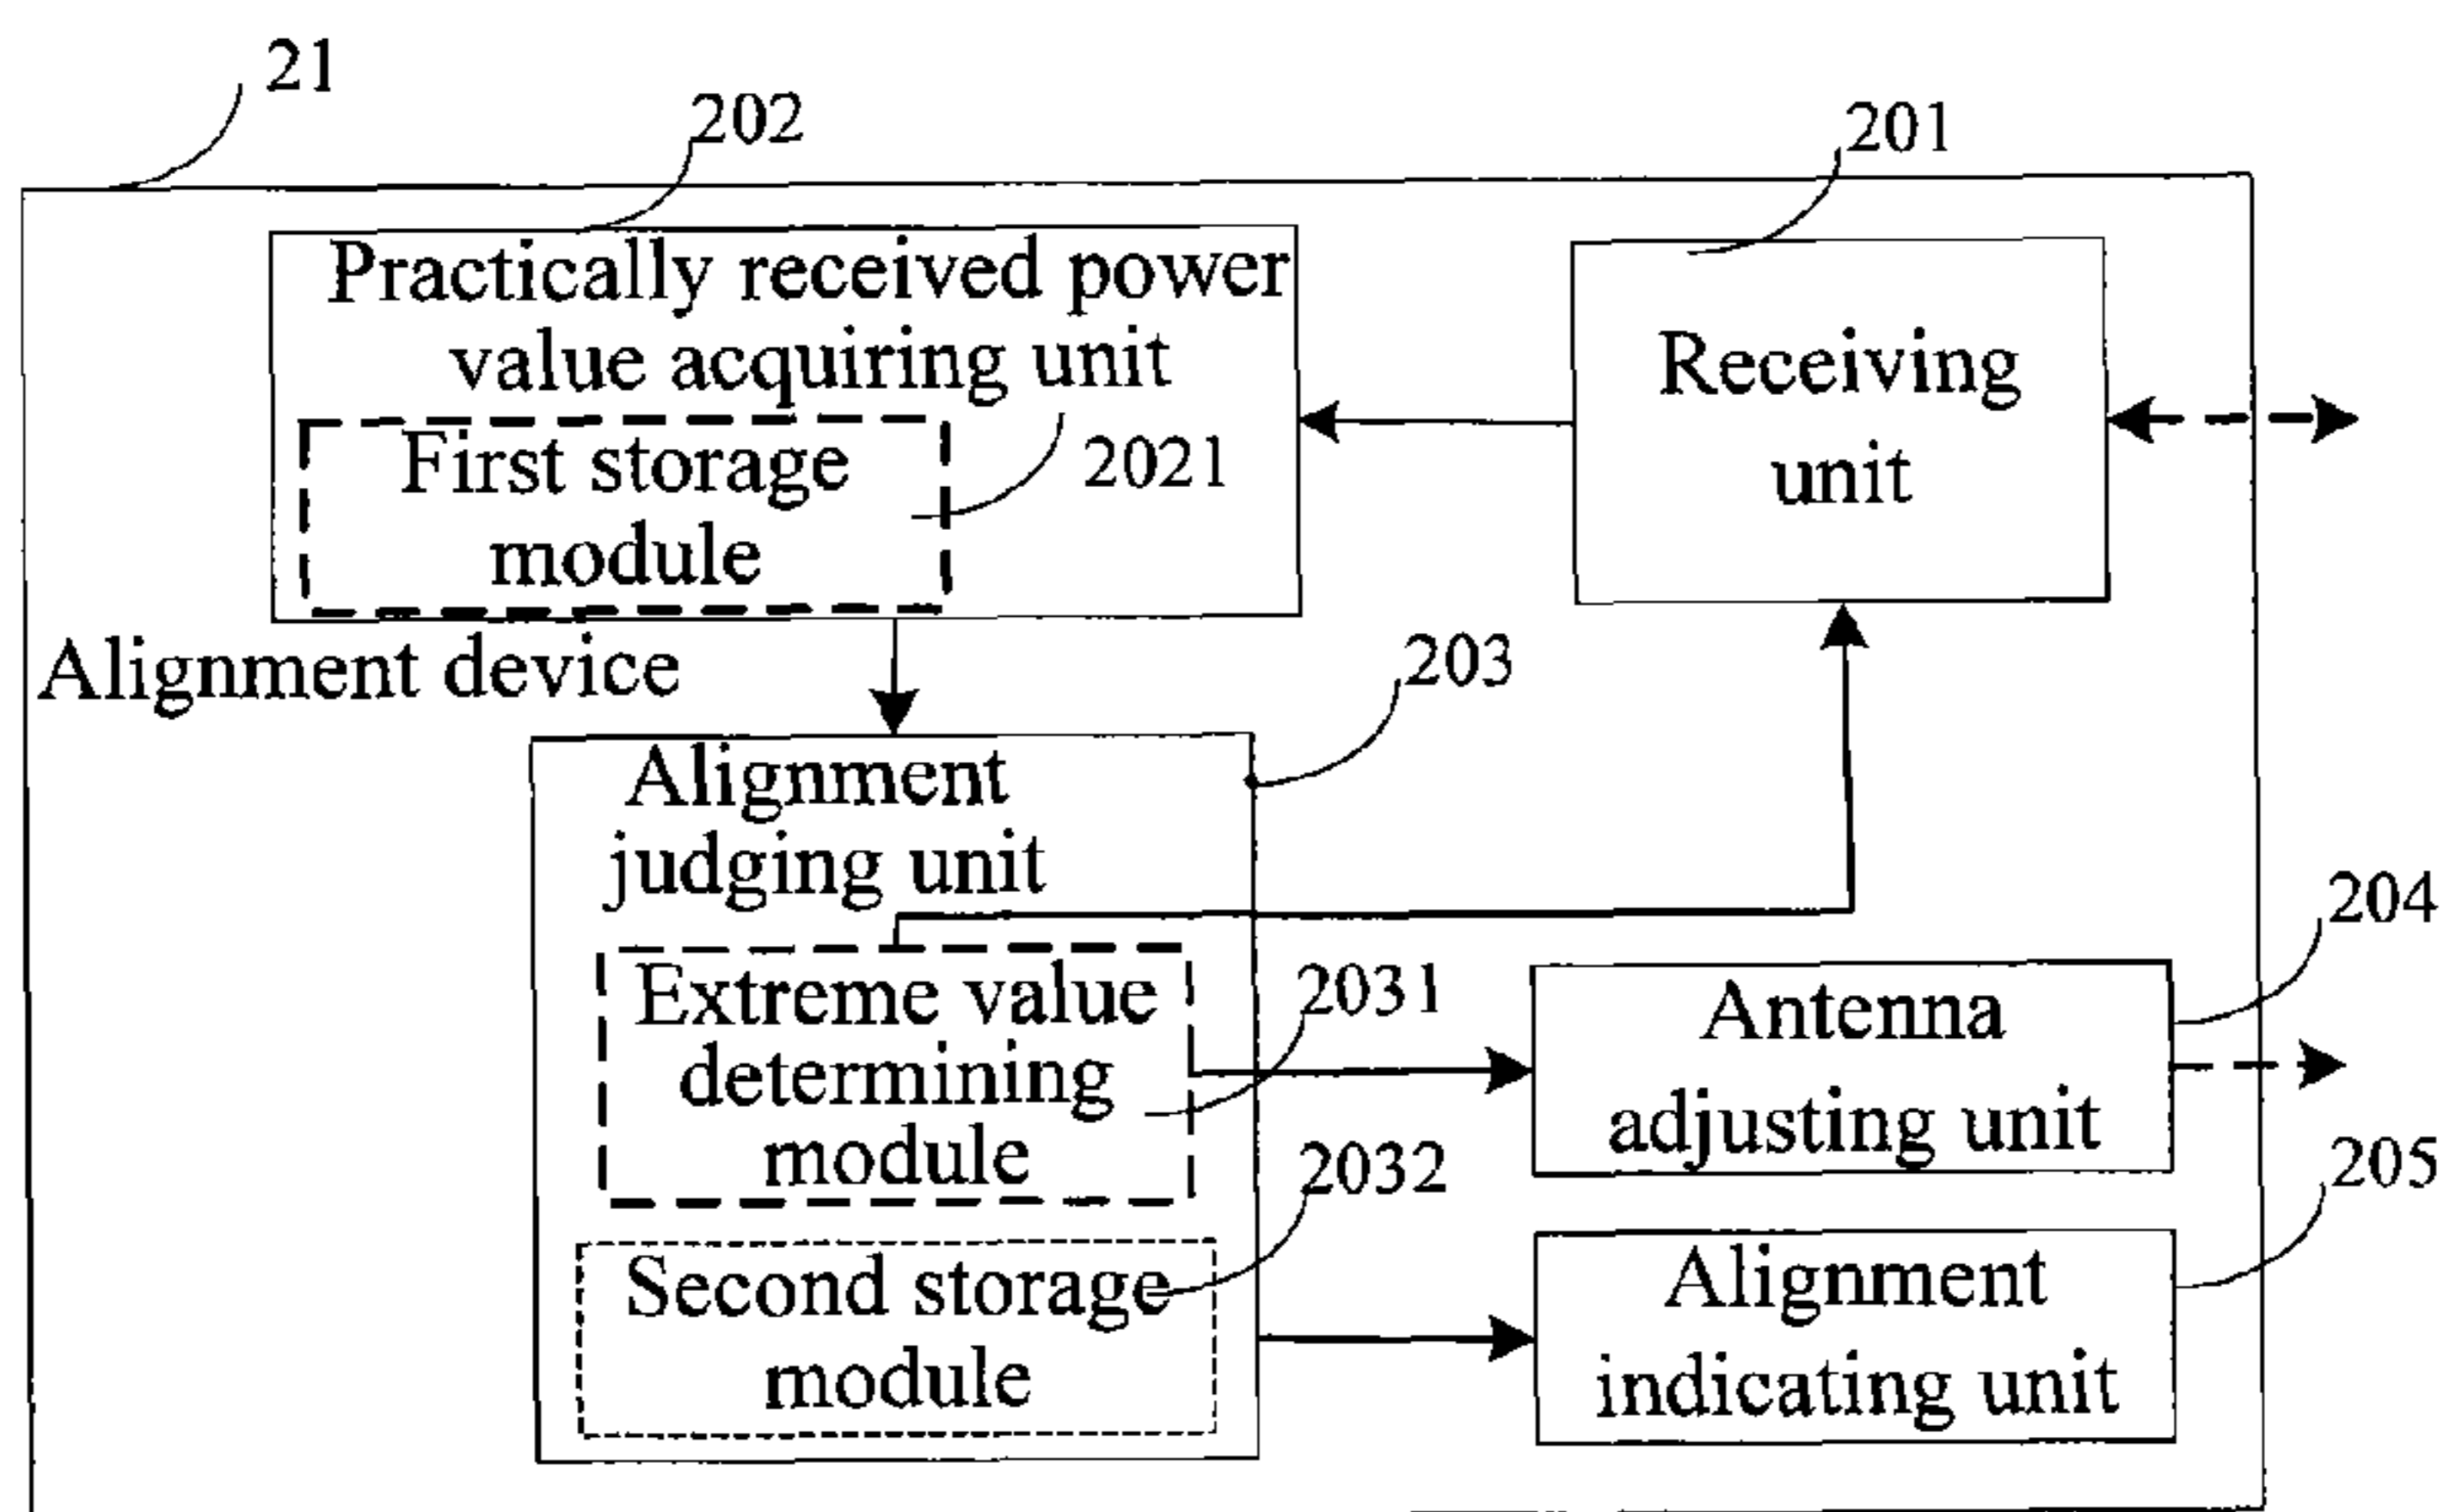 21
202
201
Practically received power
value acquiring unit
First storage
module
2021
Receiving
unit
Alignment device
203
Alignment
judging unit
204
Extreme value
determining
module
2031
Antenna
adjusting unit
2032
205
Second storage
module
Alignment
indicating unit